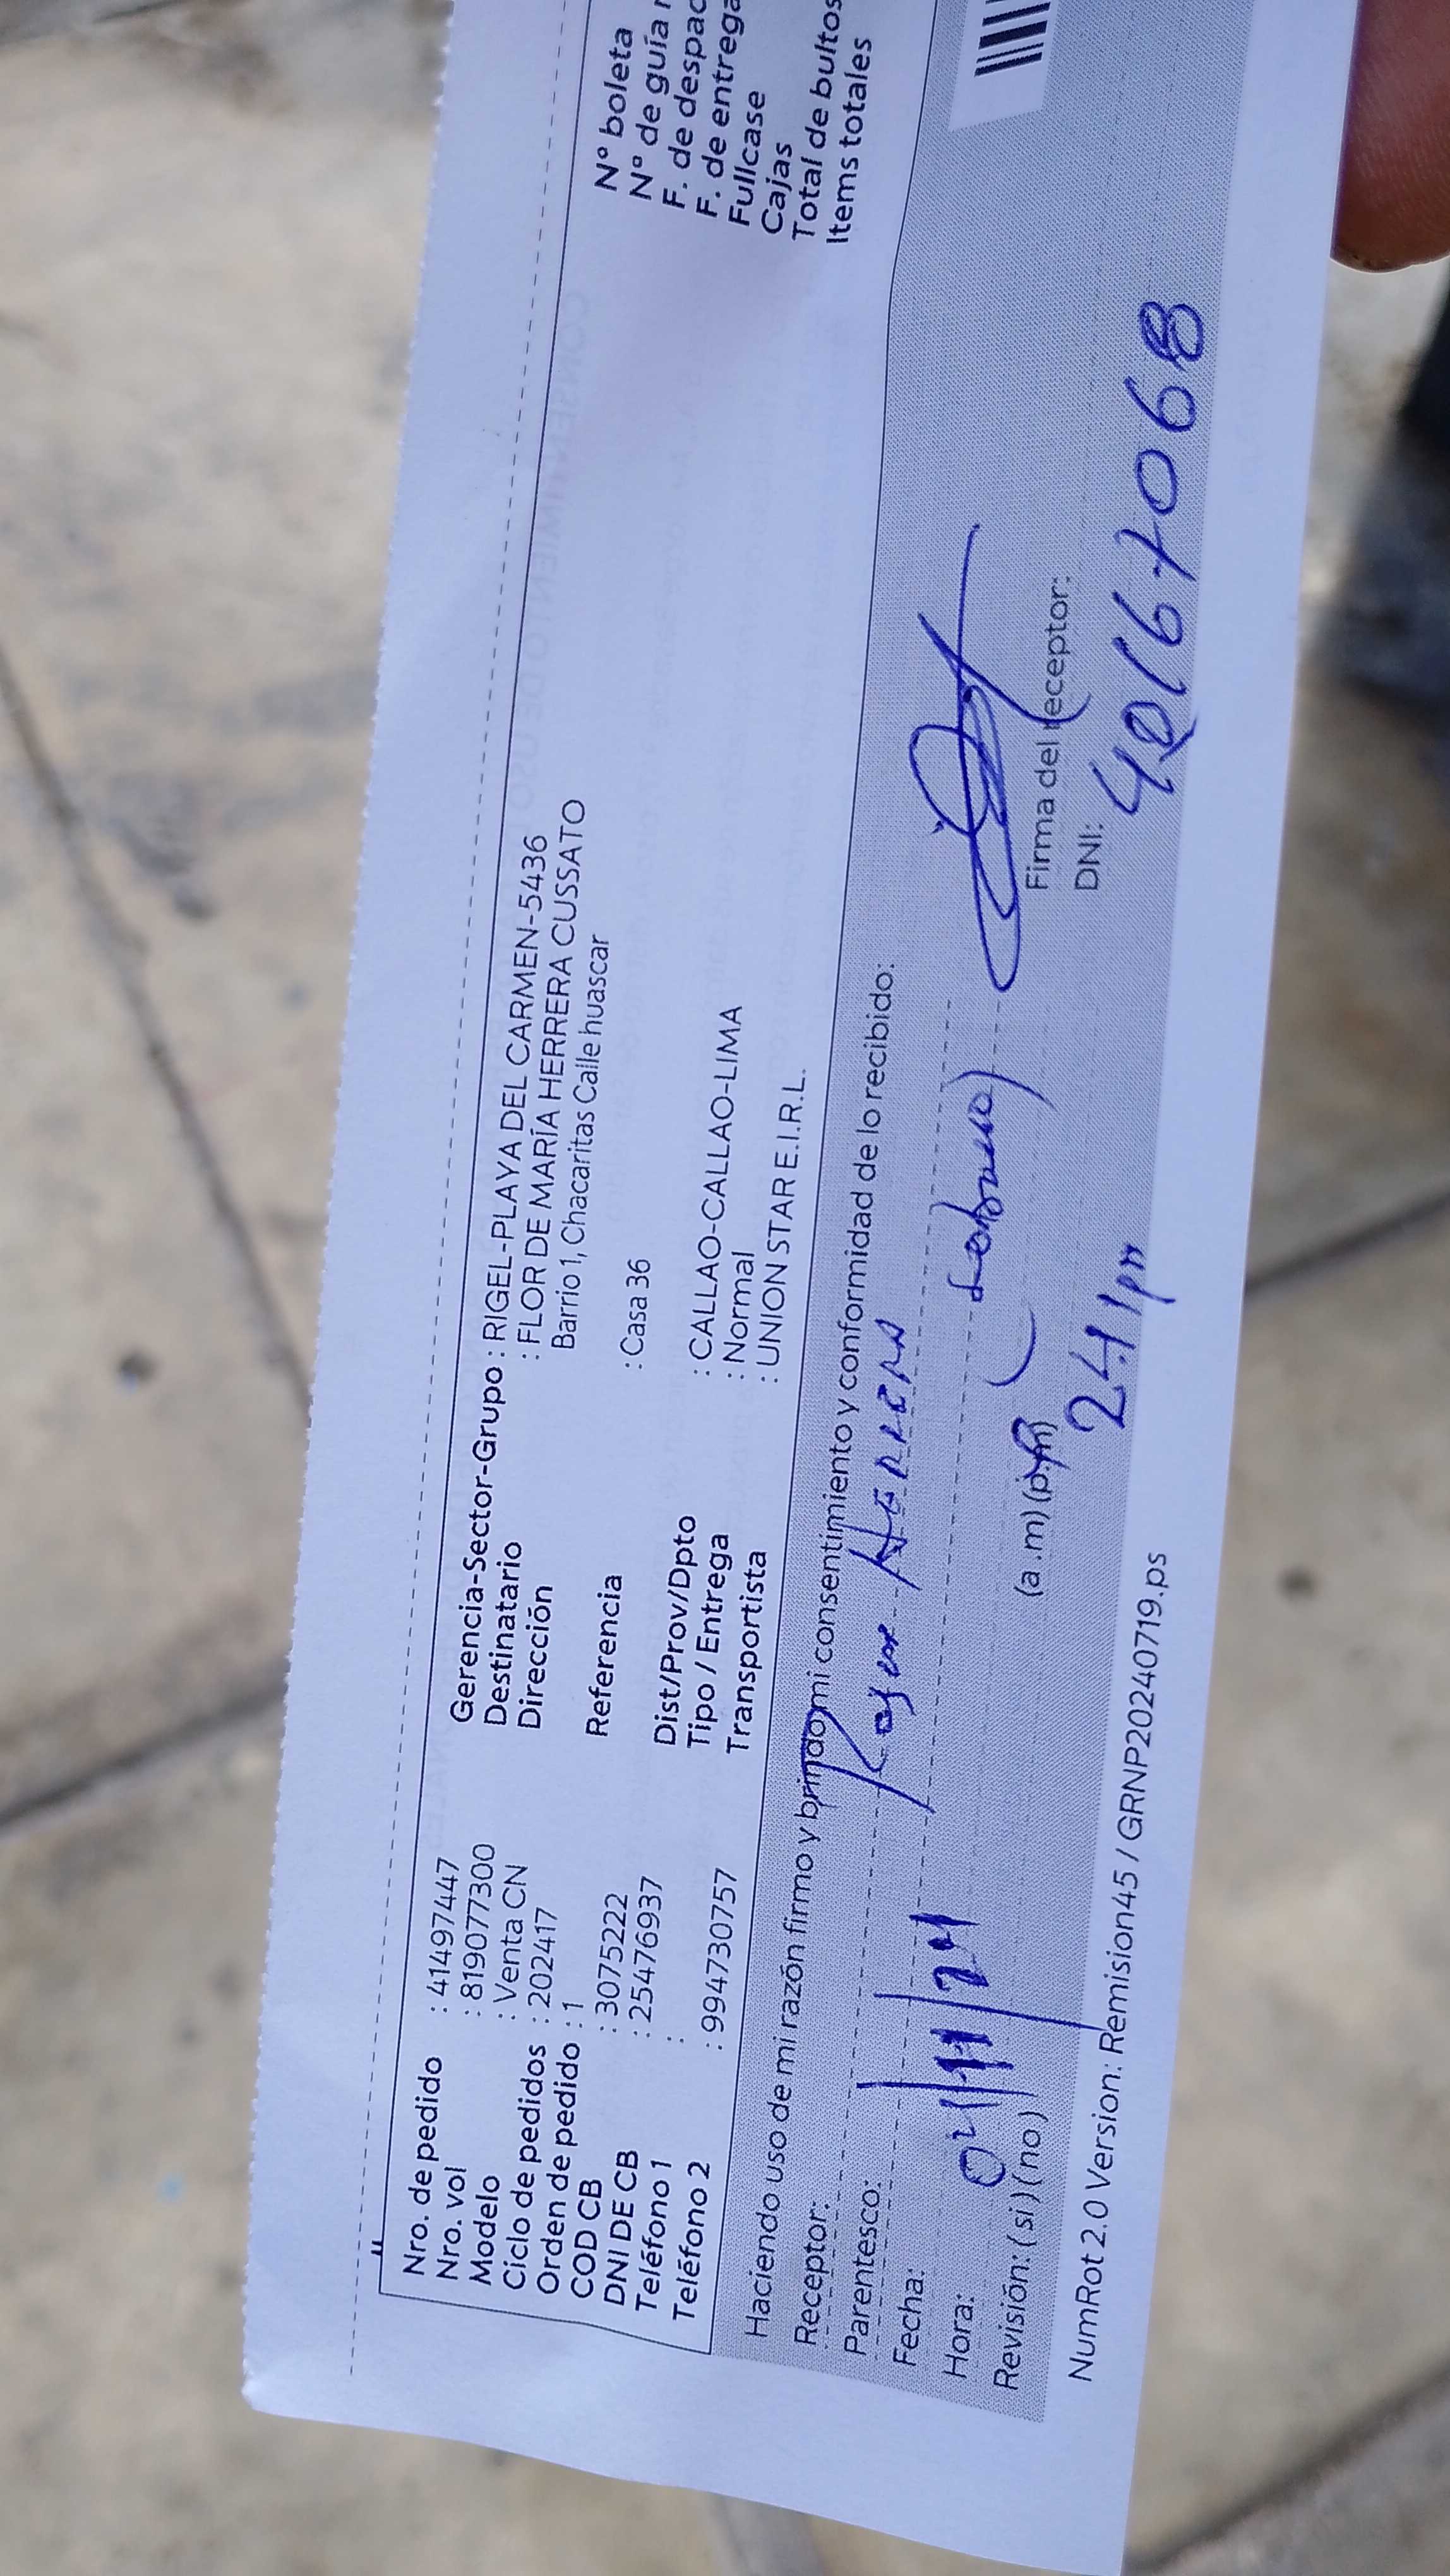 Nro. de pedido : 41497447
Nro. vol : 819077300
Modelo : Venta CN
Ciclo de pedidos : 202417
Orden de pedido : 1
COD CB : 3075222
DNI DE CB : 25476937
Teléfono 1 :
Teléfono 2 : 994730757
Gerencia-Sector-Grupo : RIGEL-PLAYA DEL CARMEN-5436
Destinatario : FLOR DE MARÍA HERRERA CUSSATO
Dirección Barrio 1, Chacaritas Calle huascar
Referencia : Casa 36
Dist/Prov/Dpto : CALLAO-CALLAO-LIMA
Tipo / Entrega : Normal
Transportista : UNION STAR E.I.R.L.
N° boleta
N° de guía
F. de despac
F. de entrega
Fullcase
Cajas
Total de bultos
Items totales
Haciendo uso de mi razón firmo y brindo mi consentimiento y conformidad de lo recibido:
Receptor: Herrera
Parentesco:
Fecha:
Hora: (a .m) (p.m)
2.41pm
Revisión: ( si ) ( no )
Firma del receptor:
DNI:
NumRot 2.0 Version: Remision45 / GRNP20240719.ps